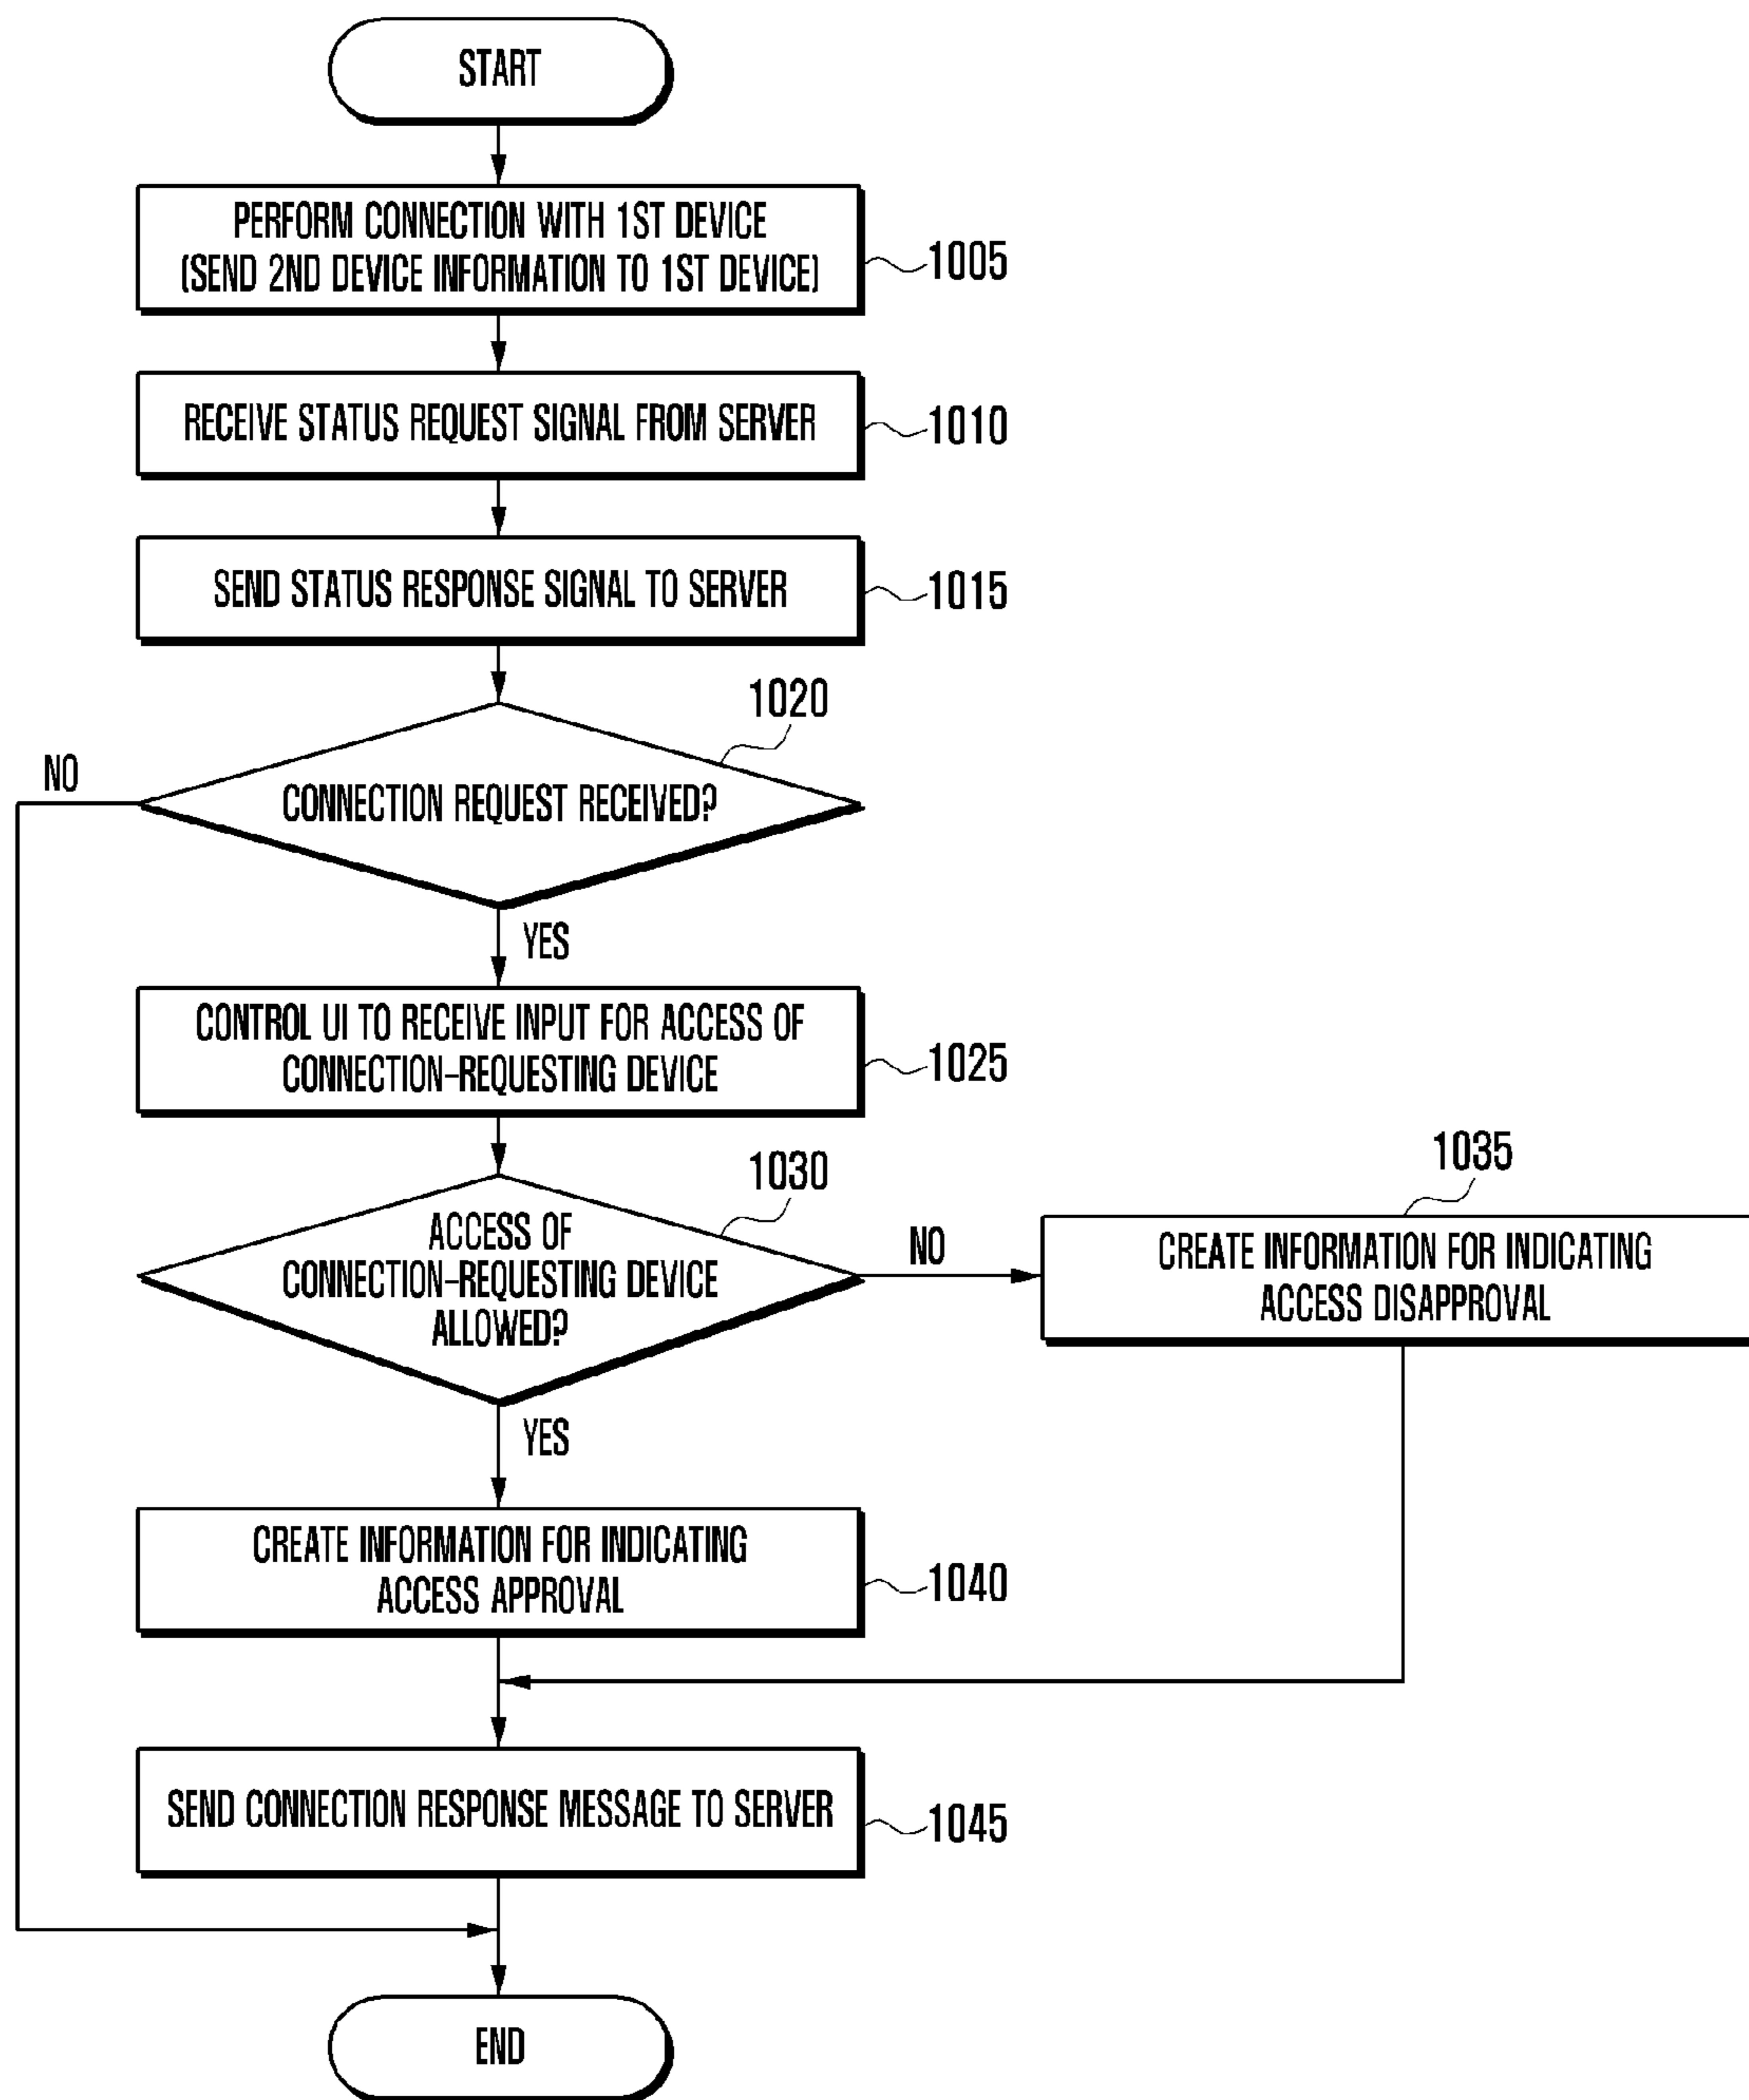 START
PERFORM CONNECTION WITH 1ST DEVICE
(SEND 2ND DEVICE INFORMATION TO 1ST DEVICE)
1005
RECEIVE STATUS REQUEST SIGNAL FROM SERVER
1010
SEND STATUS RESPONSE SIGNAL TO SERVER
1015
1020
NO
CONNECTION REQUEST RECEIVED?
YES
CONTROL UI TO RECEIVE INPUT FOR ACCESS OF
CONNECTION-REQUESTING DEVICE
1025
1030
ACCESS OF
CONNECTION-REQUESTING DEVICE
ALLOWED?
NO
1035
CREATE INFORMATION FOR INDICATING
ACCESS DISAPPROVAL
YES
CREATE INFORMATION FOR INDICATING
ACCESS APPROVAL
1040
SEND CONNECTION RESPONSE MESSAGE TO SERVER
1045
END